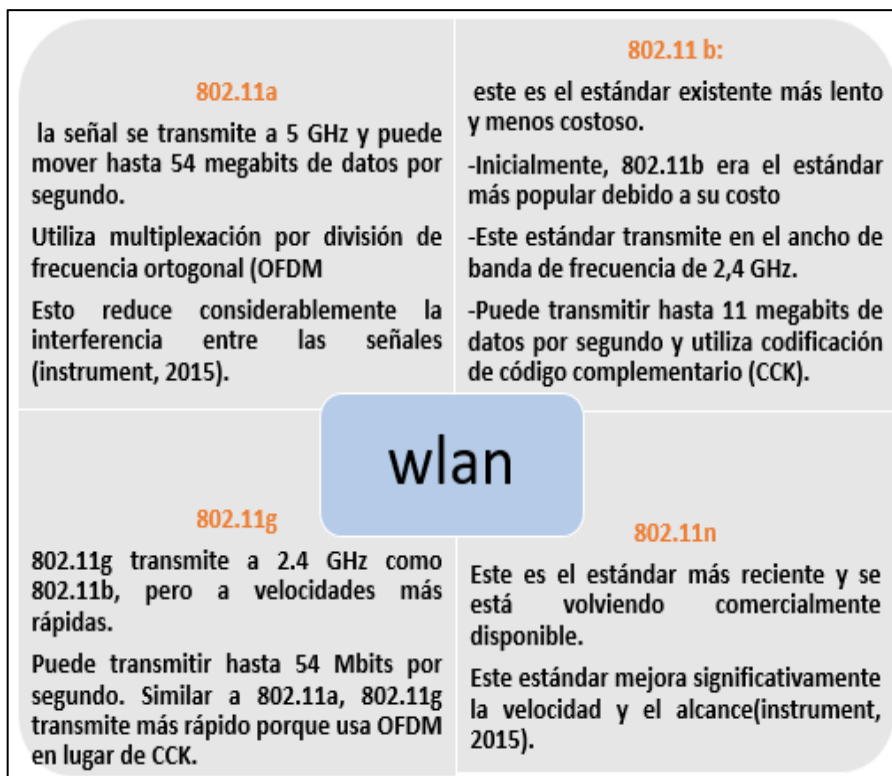 802.11a
la señal se transmite a 5 GHz y puede
mover hasta 54 megabits de datos por
segundo.
Utiliza multiplexación por división de
frecuencia ortogonal (OFDM
Esto reduce considerablemente la
interferencia entre las señales
(instrument, 2015).
802.11 b:
este es el estándar existente más lento
y menos costoso.
-Inicialmente, 802.11b era el estándar
más popular debido a su costo
-Este estándar transmite en el ancho de
banda de frecuencia de 2,4 GHz.
-Puede transmitir hasta 11 megabits de
datos por segundo y utiliza codificación
de código complementario (CCK).
wlan
802.11g
802.11g transmite a 2.4 GHz como
802.11b, pero a velocidades más
rápidas.
Puede transmitir hasta 54 Mbits por
segundo. Similar a 802.11a, 802.11g
transmite más rápido porque usa OFDM
en lugar de CCK.
802.11n
Este es el estándar más reciente y se
está volviendo comercialmente
disponible.
Este estándar mejora significativamente
la velocidad y el alcance(instrument,
2015).